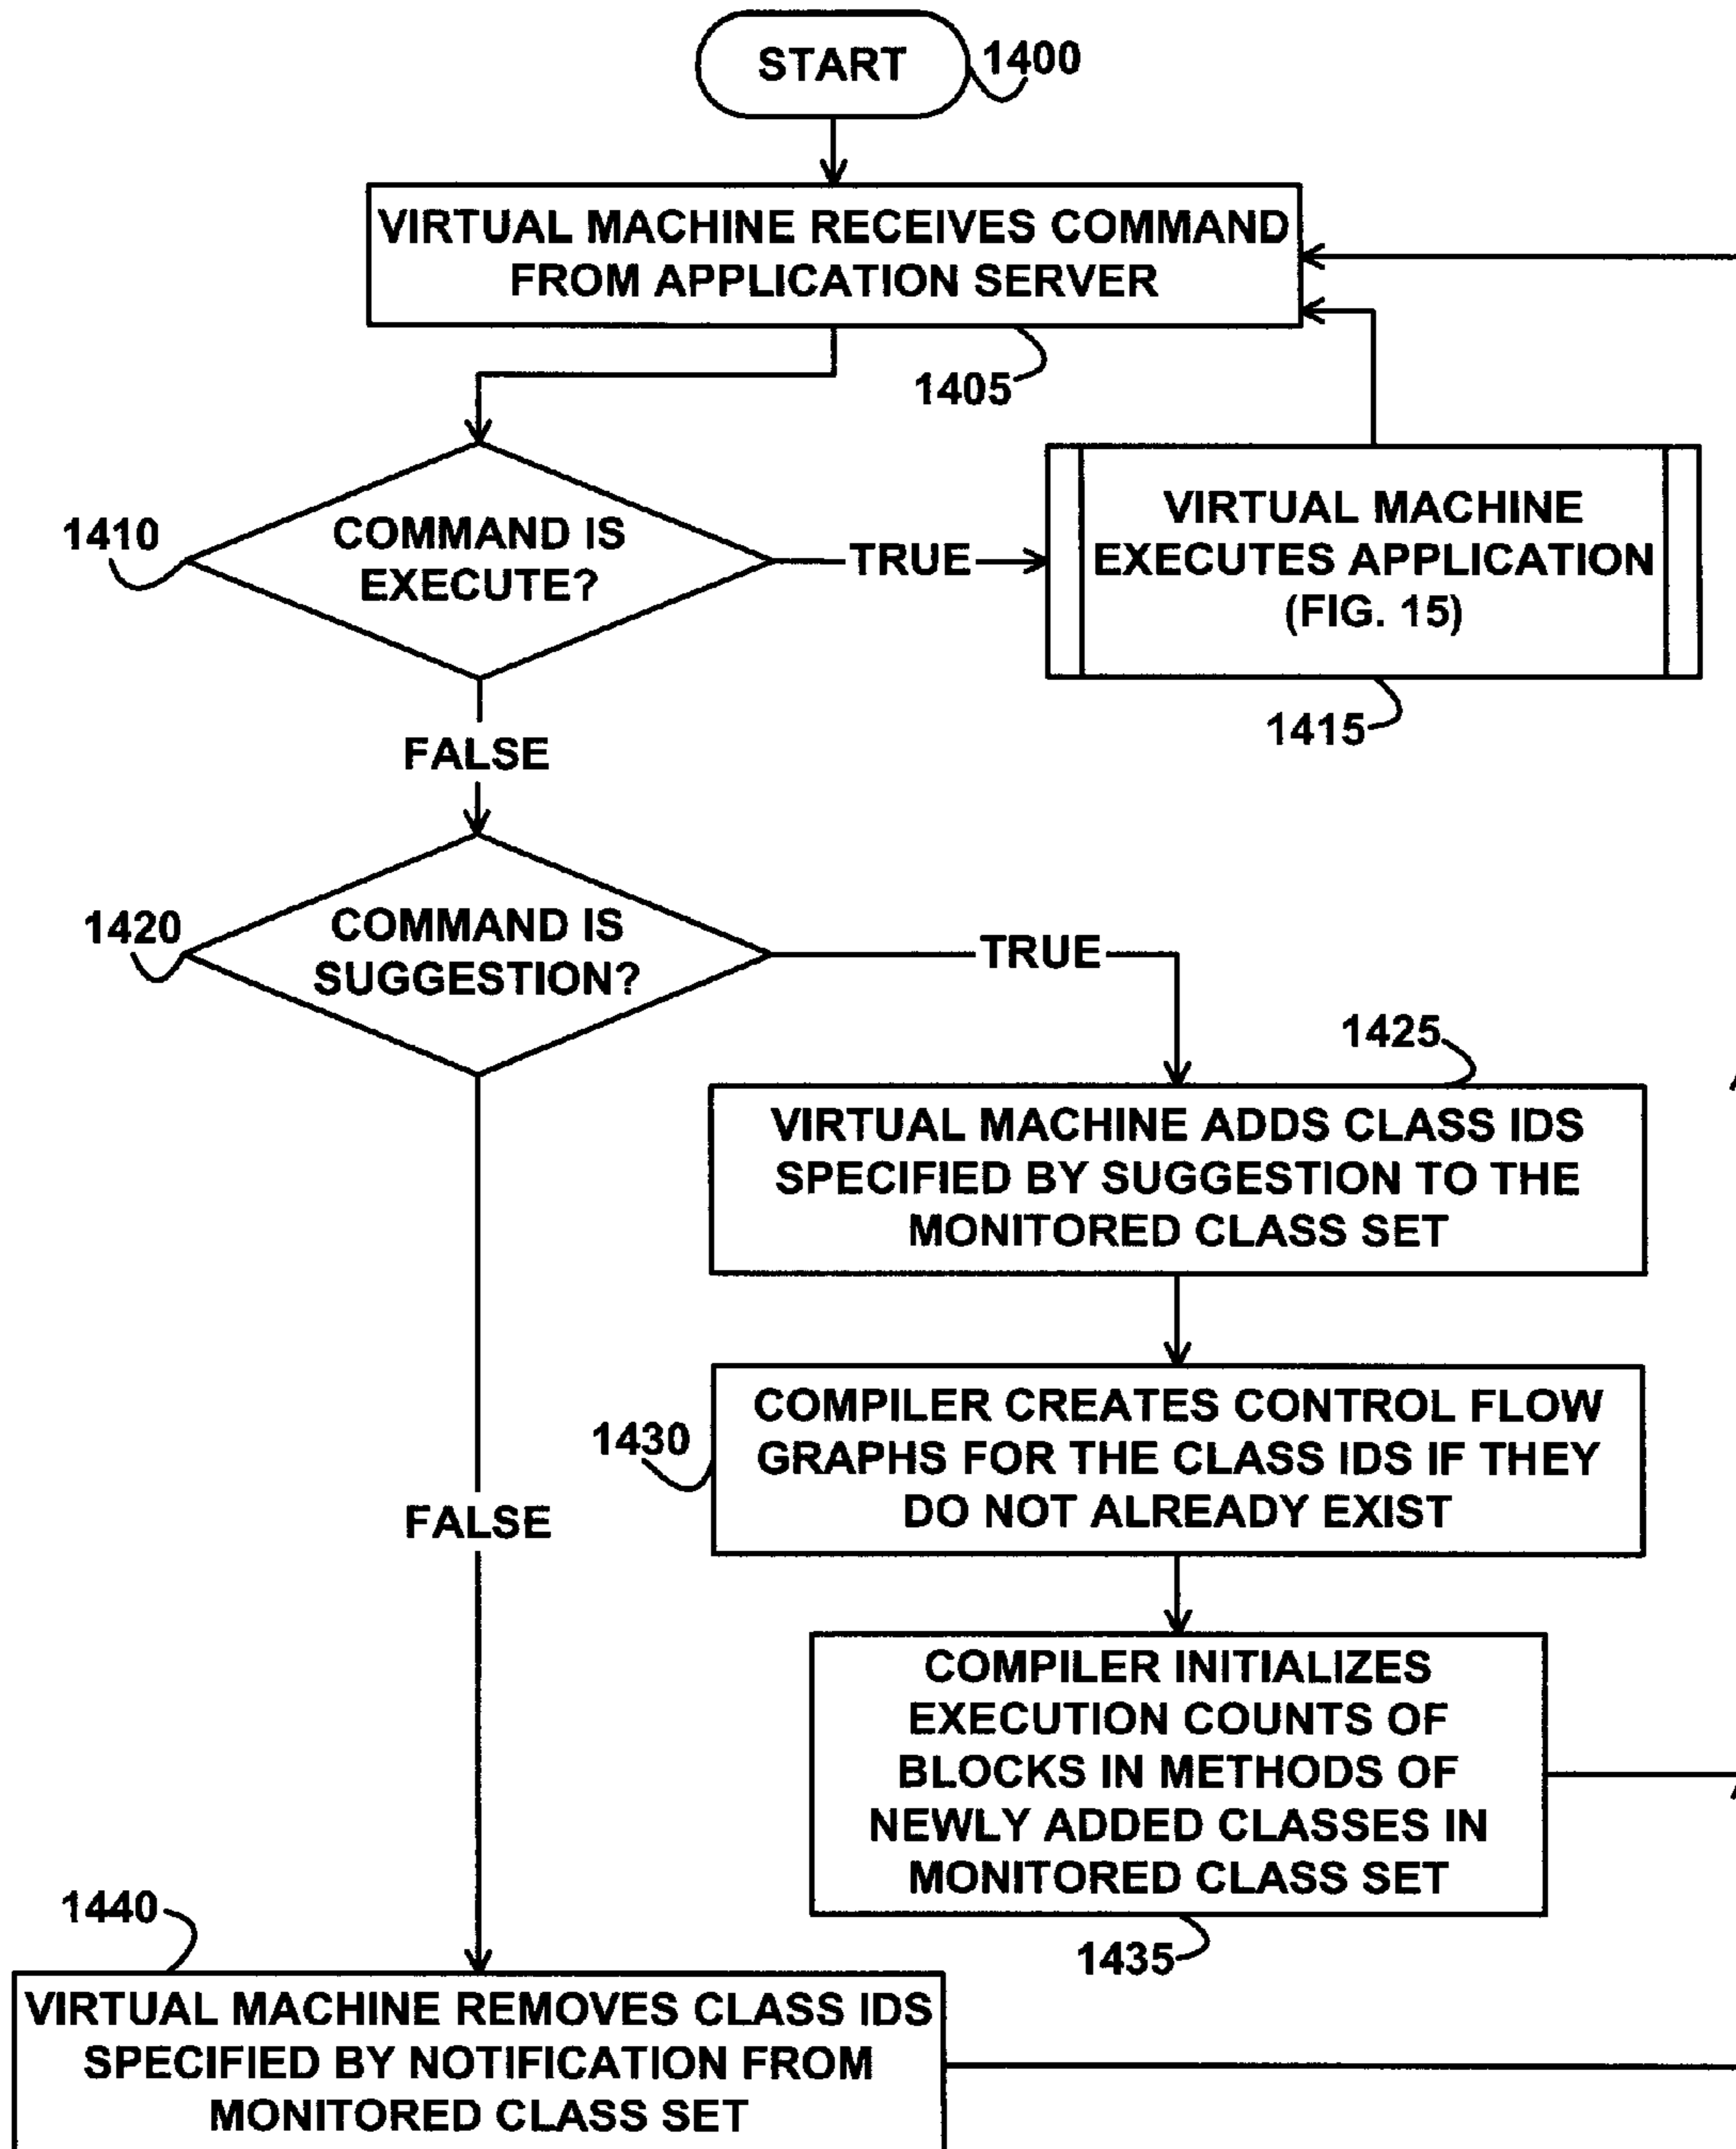 START
1400
VIRTUAL MACHINE RECEIVES COMMAND
FROM APPLICATION SERVER
1405
1410
COMMAND IS
EXECUTE?
TRUE
VIRTUAL MACHINE
EXECUTES APPLICATION
(FIG. 15)
1415
FALSE
1420
COMMAND IS
SUGGESTION?
TRUE
1425
VIRTUAL MACHINE ADDS CLASS IDS
SPECIFIED BY SUGGESTION TO THE
MONITORED CLASS SET
1430
COMPILER CREATES CONTROL FLOW
GRAPHS FOR THE CLASS IDS IF THEY
DO NOT ALREADY EXIST
FALSE
COMPILER INITIALIZES
EXECUTION COUNTS OF
BLOCKS IN METHODS OF
NEWLY ADDED CLASSES IN
MONITORED CLASS SET
1435
1440
VIRTUAL MACHINE REMOVES CLASS IDS
SPECIFIED BY NOTIFICATION FROM
MONITORED CLASS SET